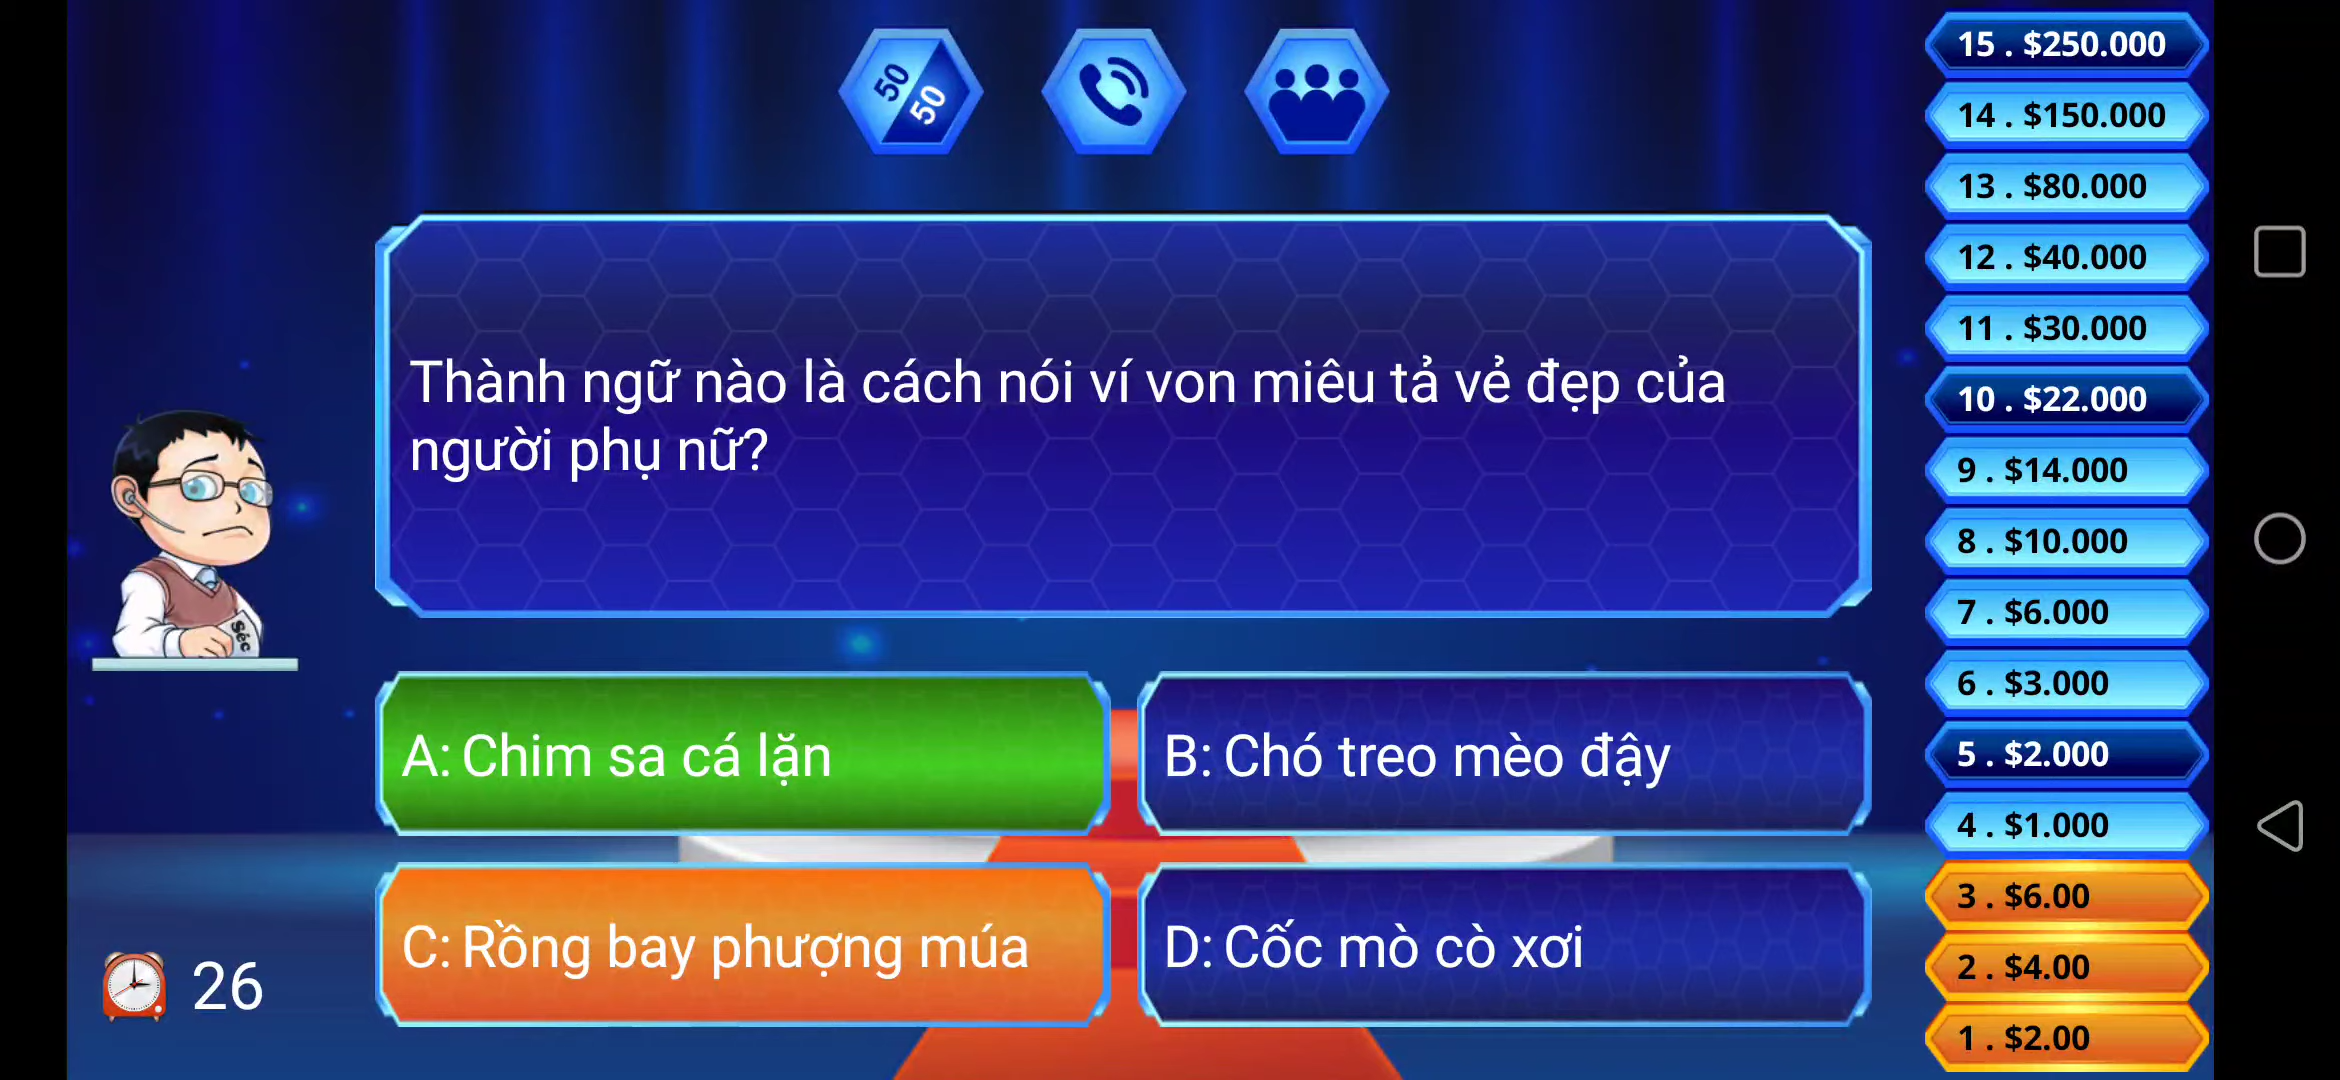 50
50
Thành ngữ nào là cách nói ví von miêu tả vẻ đẹp của
người phụ nữ?
Séc
A: Chim sa cá lặn
B: Chó treo mèo đậy
C: Rồng bay phượng múa
D: Cốc mò cò xơi
26
15 . $250.000
14 . $150.000
13 . $80.000
12 . $40.000
11 . $30.000
10 . $22.000
9 . $14.000
8 . $10.000
7 . $6.000
6 . $3.000
5 . $2.000
4 . $1.000
3 . $6.00
2 . $4.00
1 . $2.00